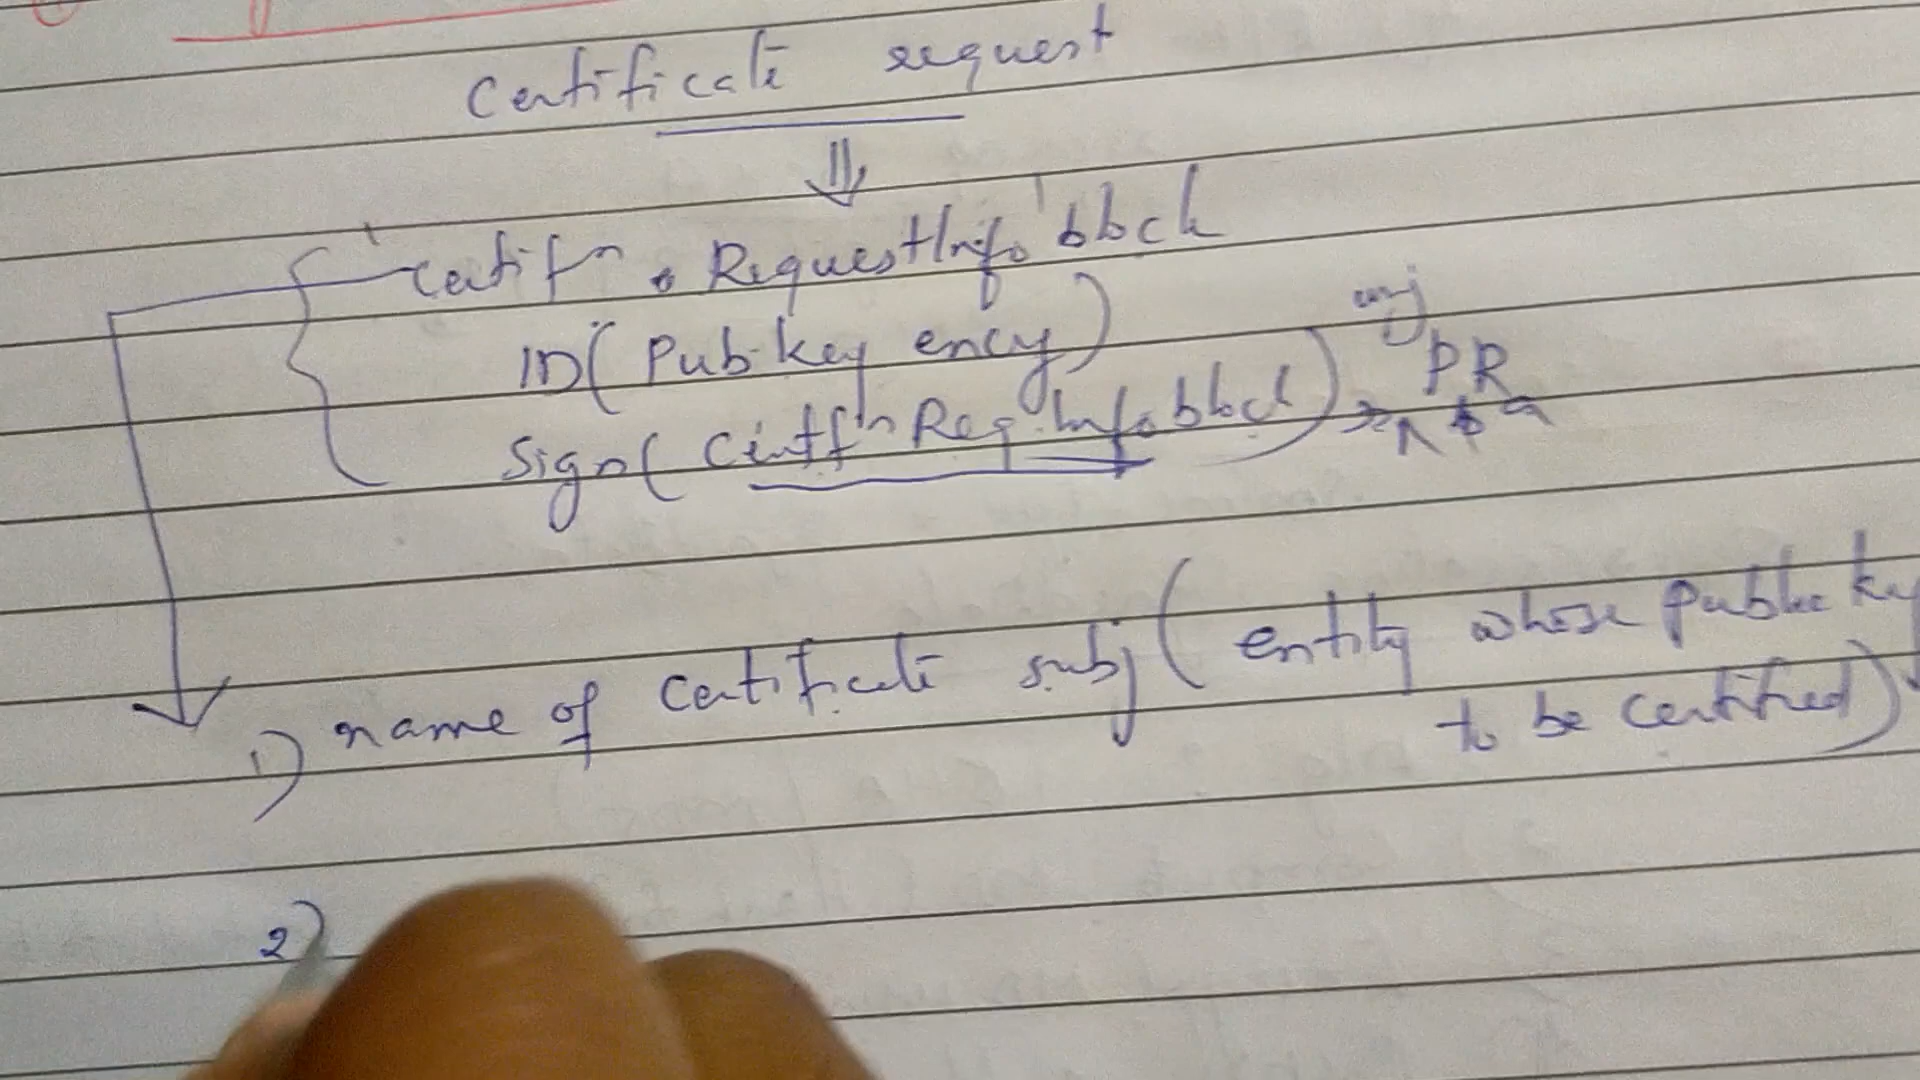 Certificate request
⇓
Certifn RequestInfo block
ID( Pub-key ency)
Sign( Certfn Req. Info block) PR
1) name of Certificate subj ( entity whose public key
to be certified)
2)